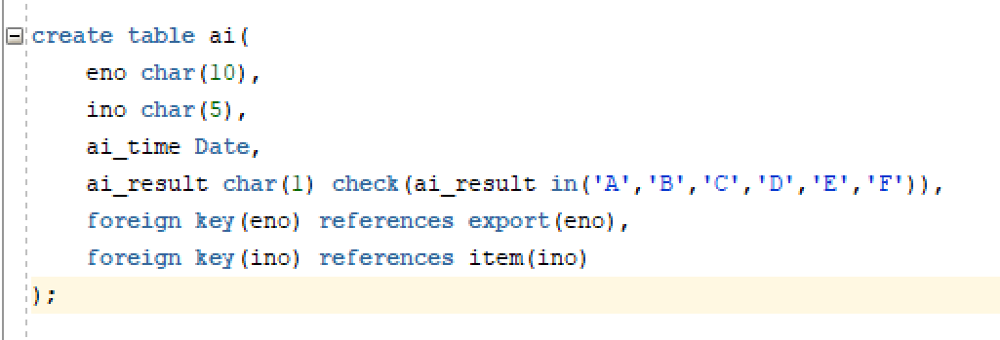 create table ai(
eno char(10),
ino char(5),
ai_time Date,
ai_result char(1) check(ai_result in('A','B','C','D','E','F')),
foreign key(eno) references export(eno),
foreign key(ino) references item(ino)
);